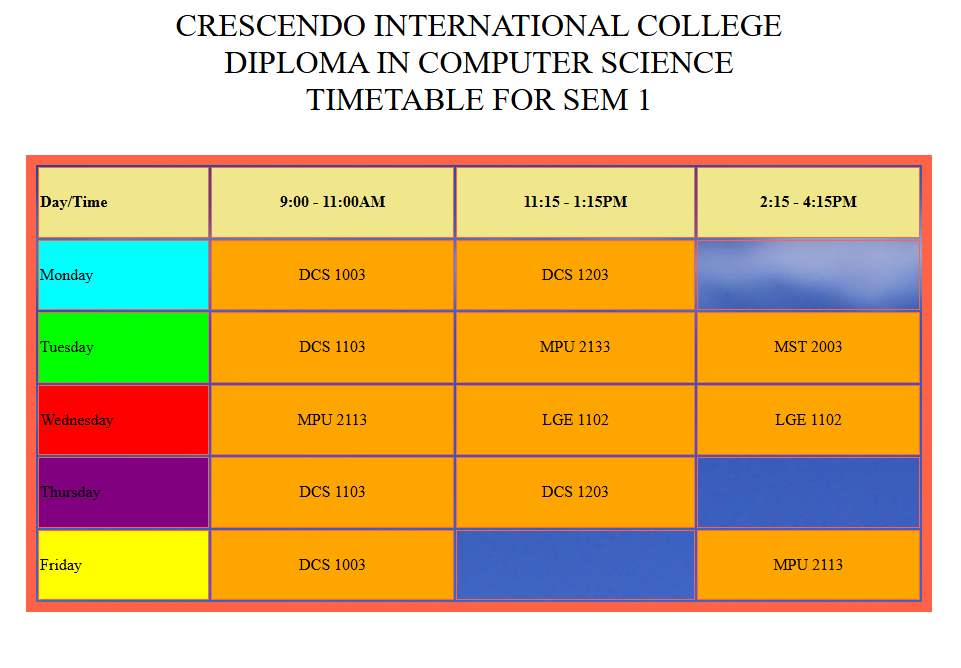 CRESCENDO INTERNATIONAL COLLEGE
DIPLOMA IN COMPUTER SCIENCE
TIMETABLE FOR SEM 1
Day/Time 9:00 - 11:00AM 11:15 - 1:15PM 2:15 - 4:15PM
Monday DCS 1003 DCS 1203
Tuesday DCS 1103 MPU 2133 MST 2003
Wednesday MPU 2113 LGE 1102 LGE 1102
Thursday DCS 1103 DCS 1203
Friday DCS 1003 MPU 2113